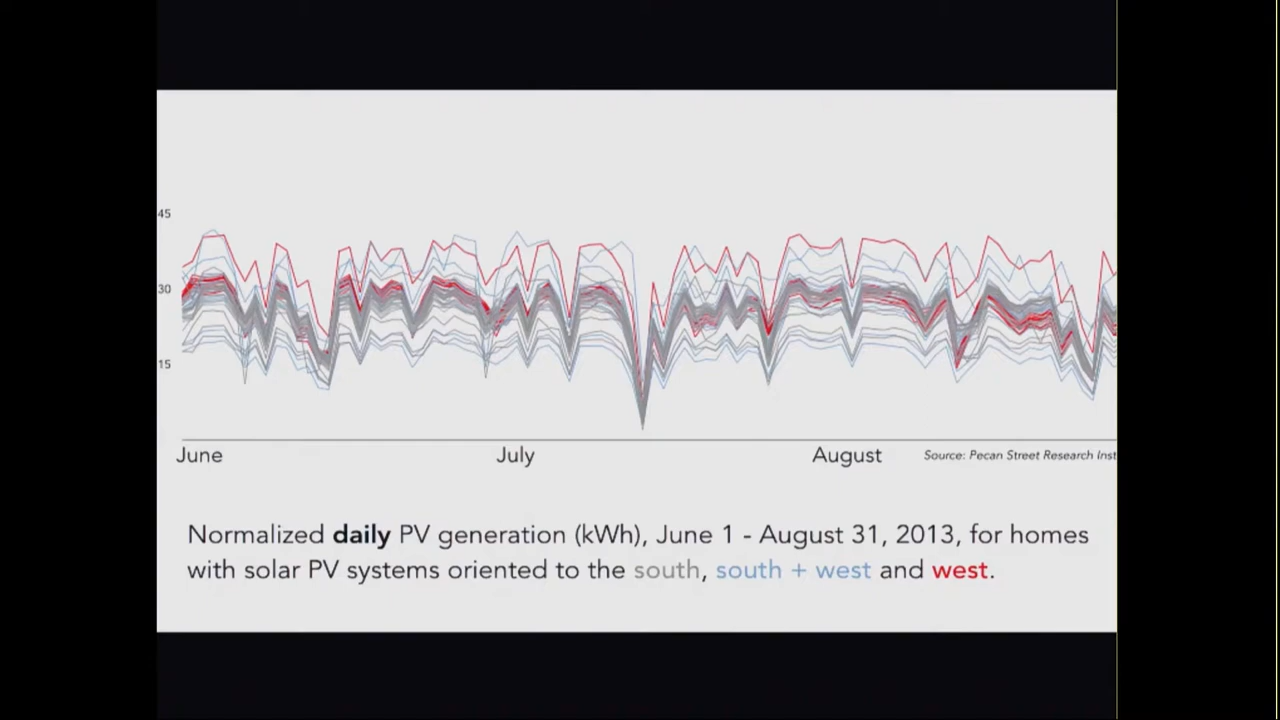 45
30
15
June July August Source: Pecan Street Research Inst
Normalized daily PV generation (kWh), June 1 - August 31, 2013, for homes
with solar PV systems oriented to the south, south + west and west.